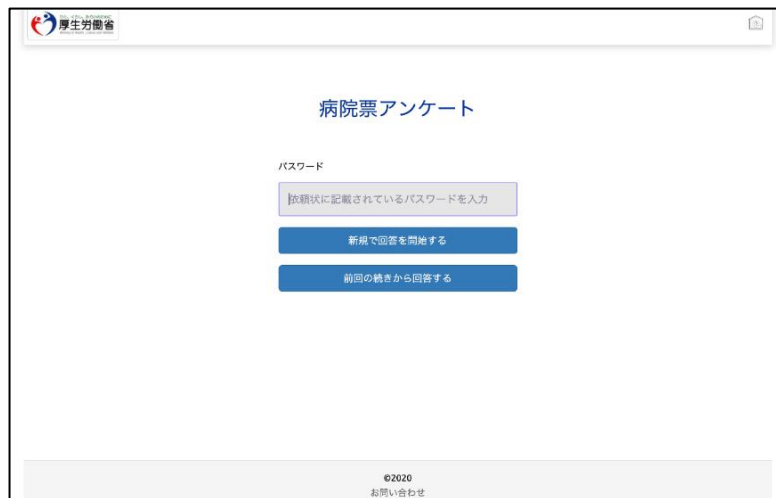 厚生労働省
病院票アンケート
パスワード
依頼状に記載されているパスワードを入力
新規で回答を開始する
前回の続きから回答する
©2020
お問い合わせ